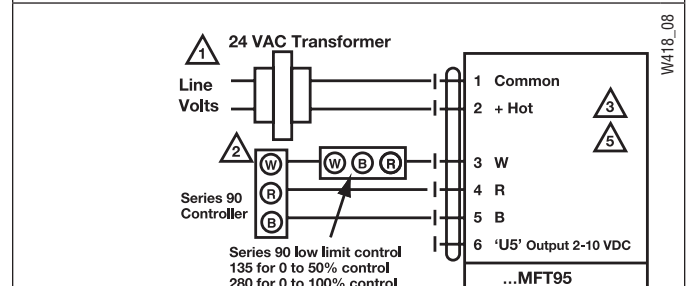 W418_08
1
24 VAC Transformer
Line
Volts
1 Common
2 + Hot
3
5
2
W
R
B
W B R
3 W
4 R
5 B
6 'U5' Output 2-10 VDC
Series 90
Controller
Series 90 low limit control
135 for 0 to 50% control
280 for 0 to 100% control
...MFT95